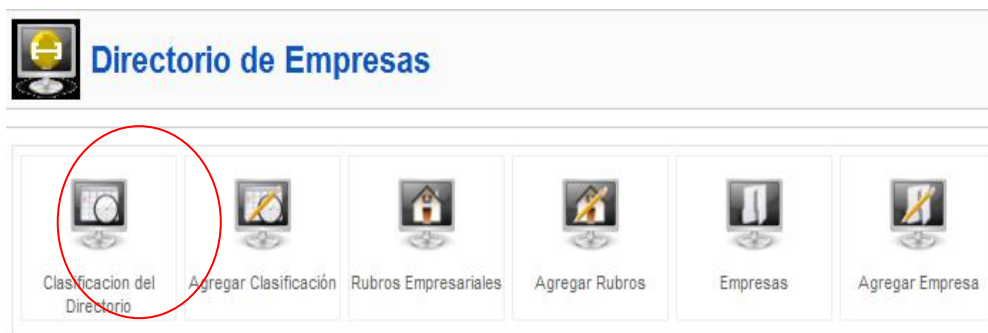 Directorio de Empresas
Clasificacion del
Directorio
Agregar Clasificación
Rubros Empresariales
Agregar Rubros
Empresas
Agregar Empresa